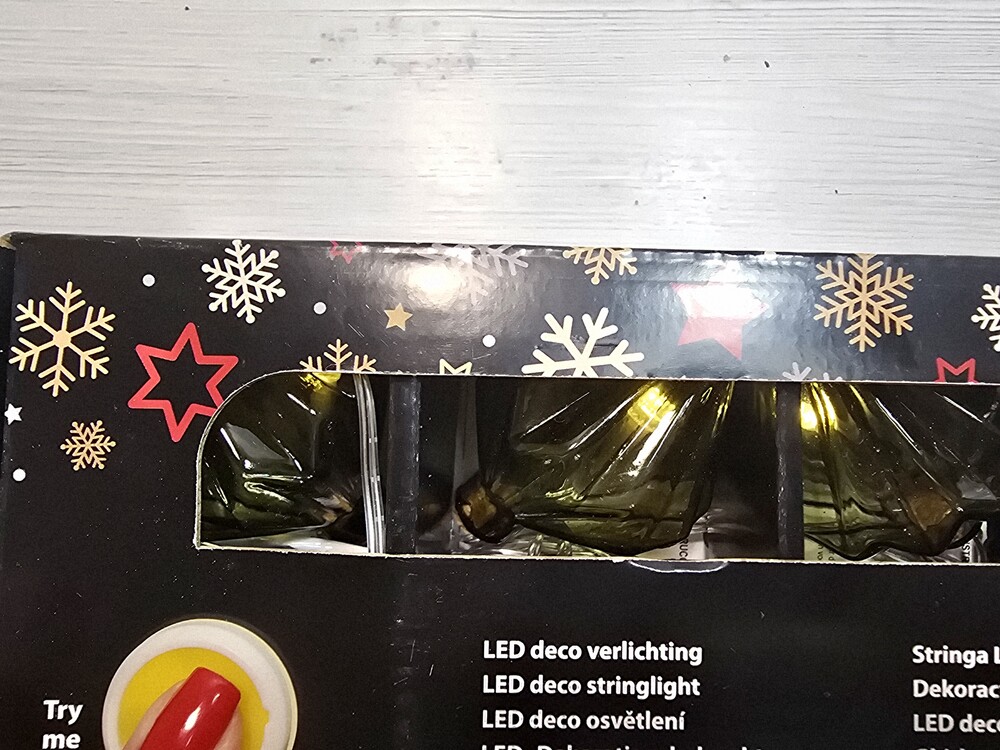 LED deco verlichting
LED deco stringlight
LED deco osvětlení
Stringa
Dekorac
LED deco
Try
me